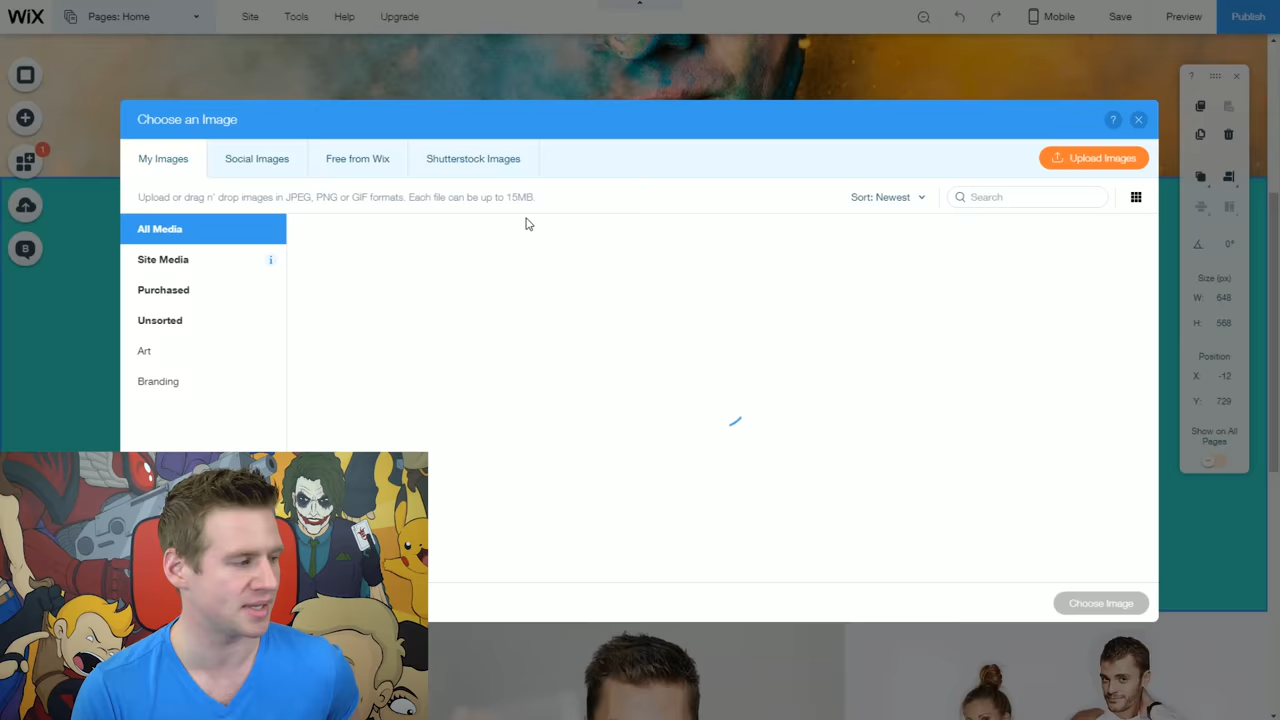 WiX Pages: Home Site Tools Help Upgrade Mobile Save Preview Publish
1
Choose an Image ?
My Images Social Images Free from Wix Shutterstock Images Upload Images
Upload or drag n' drop images in JPEG, PNG or GIF formats. Each file can be up to 15MB. Sort: Newest Search
All Media
Site Media i
Purchased
Unsorted
Art
Branding
Choose Image
B
?
0°
Size (px)
W: 648
H: 568
Position
X: -12
Y: 729
Show on All
Pages